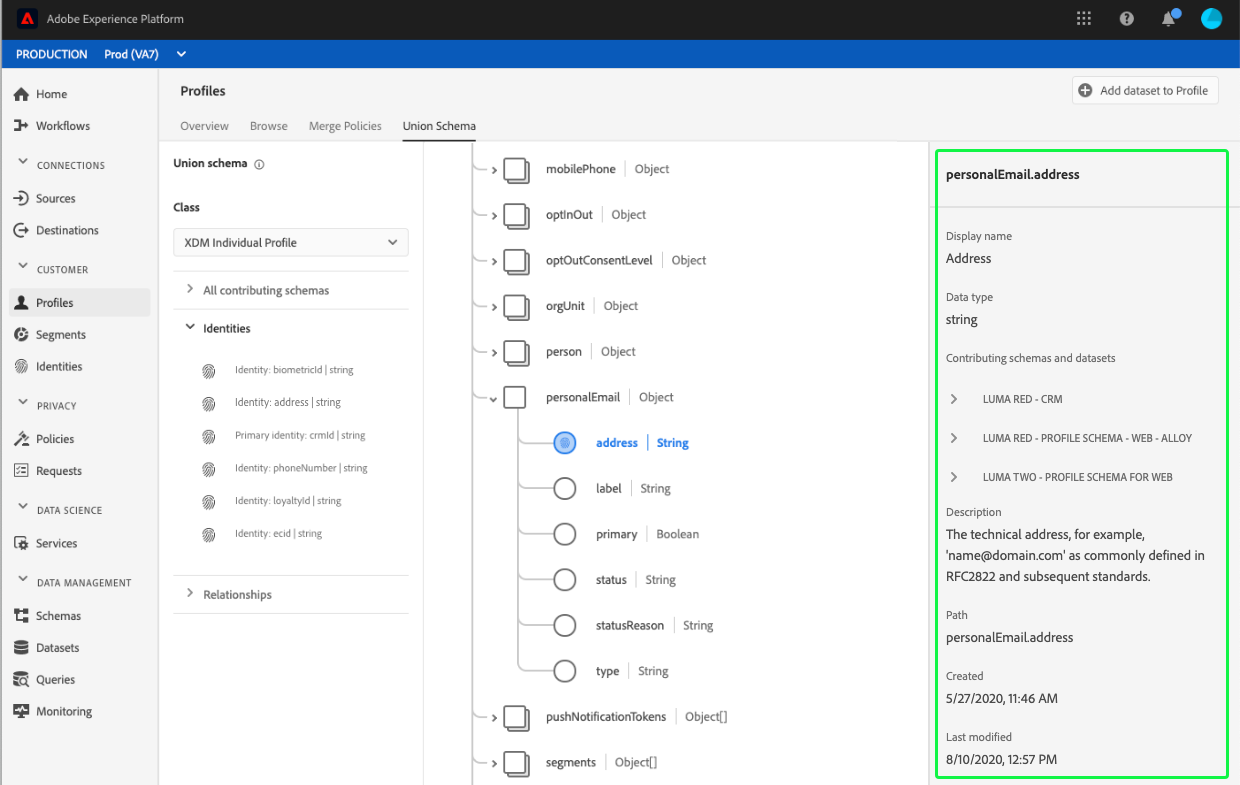 Adobe Experience Platform
PRODUCTION Prod (VA7)
Home
Workflows
CONNECTIONS
Sources
Destinations
CUSTOMER
Profiles
Segments
Identities
PRIVACY
Policies
Requests
DATA SCIENCE
Services
DATA MANAGEMENT
Schemas
Datasets
Queries
Monitoring
Profiles
Add dataset to Profile
Overview Browse Merge Policies Union Schema
Union schema
Class
XDM Individual Profile
All contributing schemas
Identities
Identity: biometricId | string
Identity: address | string
Primary identity: crmId | string
Identity: phoneNumber | string
Identity: loyaltyId | string
Identity: ecid | string
Relationships
mobilePhone | Object
optInOut | Object
optOutConsentLevel | Object
orgUnit | Object
person | Object
personalEmail | Object
address | String
label | String
primary | Boolean
status | String
statusReason | String
type | String
pushNotificationTokens | Object[]
segments | Object[]
personalEmail.address
Display name
Address
Data type
string
Contributing schemas and datasets
LUMA RED - CRM
LUMA RED - PROFILE SCHEMA - WEB - ALLOY
LUMA TWO - PROFILE SCHEMA FOR WEB
Description
The technical address, for example,
'name@domain.com' as commonly defined in
RFC2822 and subsequent standards.
Path
personalEmail.address
Created
5/27/2020, 11:46 AM
Last modified
8/10/2020, 12:57 PM